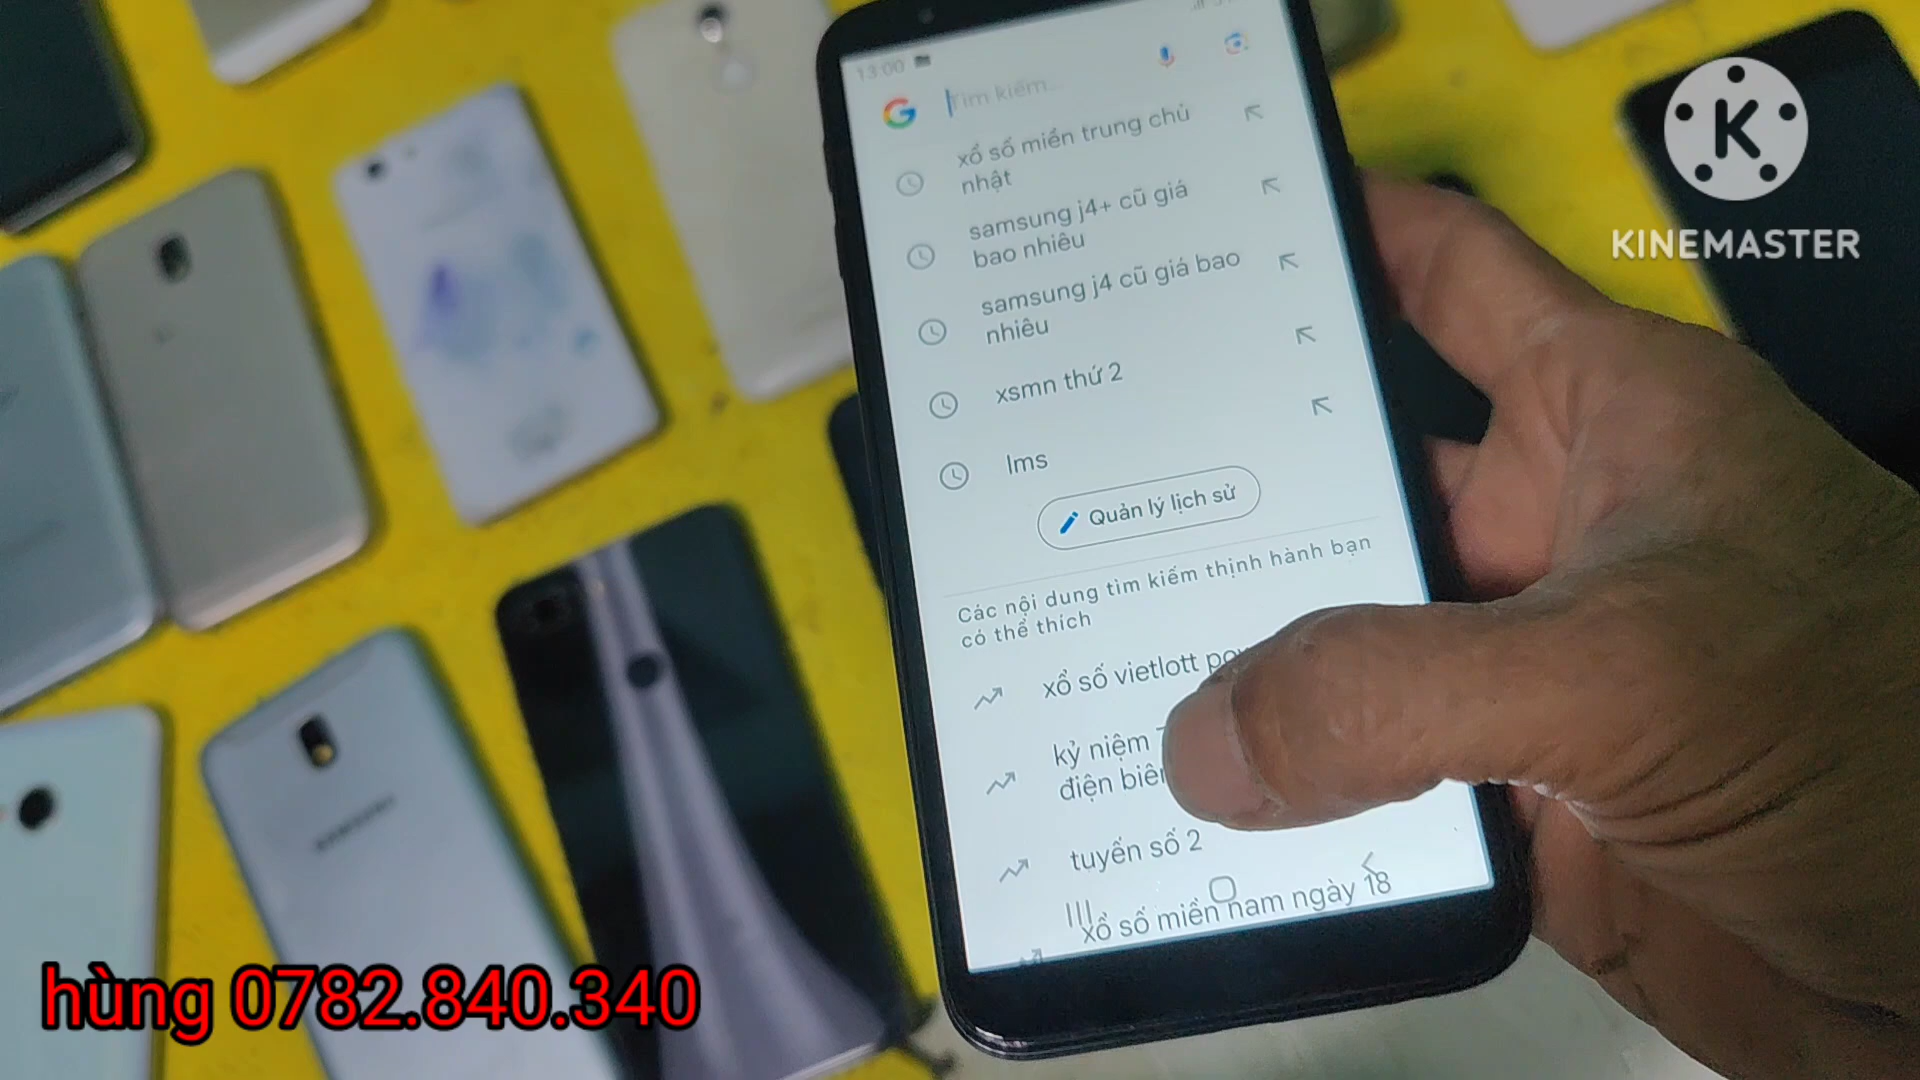 13:00
Tìm kiếm...
xổ số miền trung chủ
nhật
samsung j4+ cũ giá
bao nhiêu
samsung j4 cũ giá bao
nhiêu
xsmn thứ 2
lms
Quản lý lịch sử
Các nội dung tìm kiếm thịnh hành bạn
có thể thích
xổ số vietlott
kỷ niệm
điện
tuyến số 2
xổ số miền nam ngày 18
K
KINEMASTER
SAMSUNG
hùng 0782.840.340